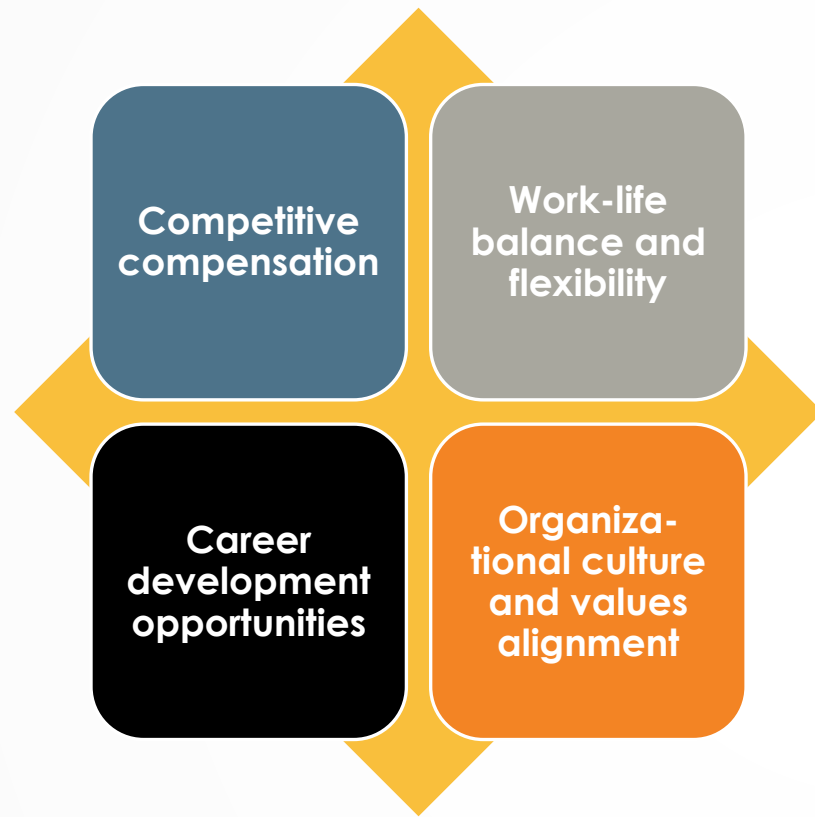 Competitive
compensation
Work-life
balance and
flexibility
Career
development
opportunities
Organiza-
tional culture
and values
alignment